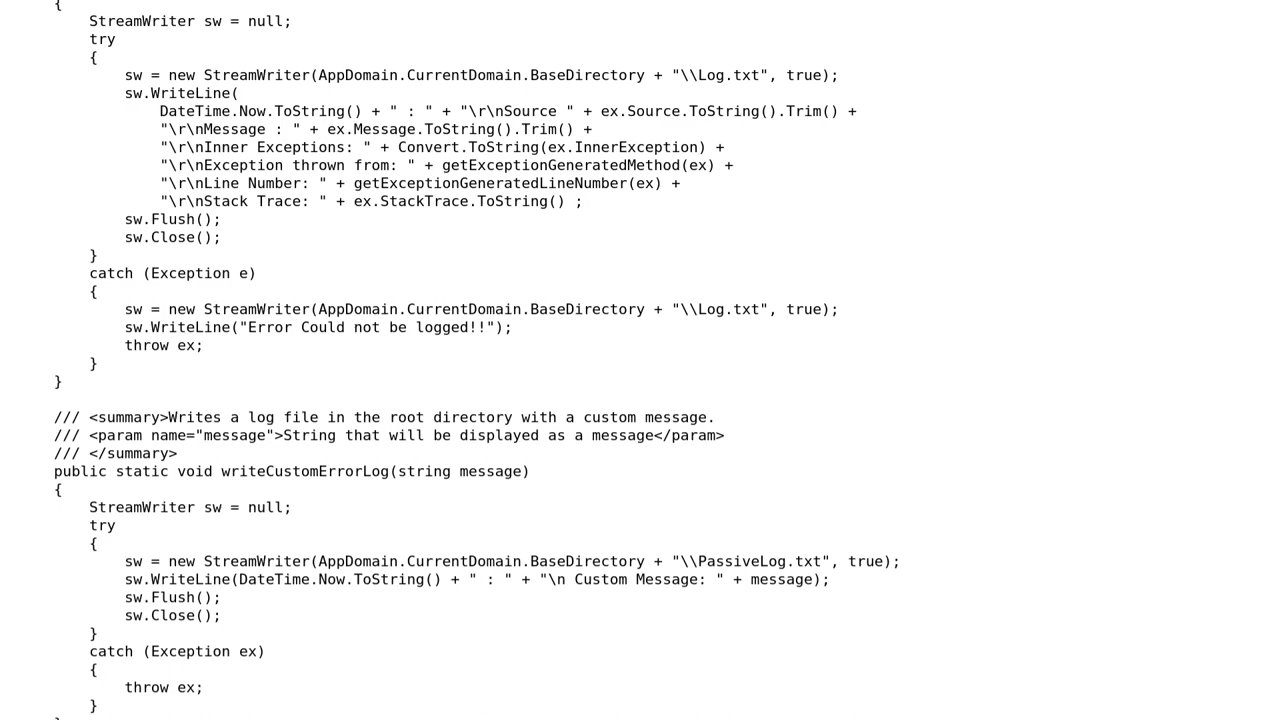 {
StreamWriter sw = null;
try
{
sw = new StreamWriter(AppDomain.CurrentDomain.BaseDirectory + "\\Log.txt", true);
sw.WriteLine(
DateTime.Now.ToString() + " : " + "\r\nSource " + ex.Source.ToString().Trim() +
"\r\nMessage : " + ex.Message.ToString().Trim() +
"\r\nInner Exceptions: " + Convert.ToString(ex.InnerException) +
"\r\nException thrown from: " + getExceptionGeneratedMethod(ex) +
"\r\nLine Number: " + getExceptionGeneratedLineNumber(ex) +
"\r\nStack Trace: " + ex.StackTrace.ToString() ;
sw.Flush();
sw.Close();
}
catch (Exception e)
{
sw = new StreamWriter(AppDomain.CurrentDomain.BaseDirectory + "\\Log.txt", true);
sw.WriteLine("Error Could not be logged!!");
throw ex;
}
}
/// <summary>Writes a log file in the root directory with a custom message.
/// <param name="message">String that will be displayed as a message</param>
/// </summary>
public static void writeCustomErrorLog(string message)
{
StreamWriter sw = null;
try
{
sw = new StreamWriter(AppDomain.CurrentDomain.BaseDirectory + "\\PassiveLog.txt", true);
sw.WriteLine(DateTime.Now.ToString() + " : " + "\n Custom Message: " + message);
sw.Flush();
sw.Close();
}
catch (Exception ex)
{
throw ex;
}
}